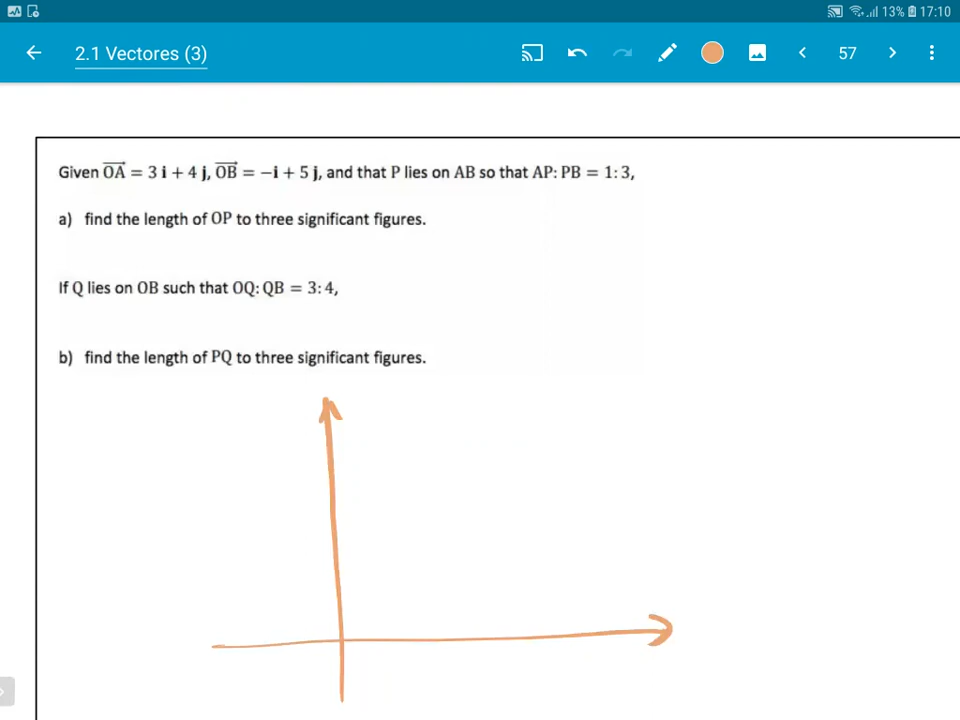 13% 17:10
2.1 Vectores (3)
57
Given OA = 3 i + 4 j, OB = −i + 5 j, and that P lies on AB so that AP: PB = 1: 3,
a) find the length of OP to three significant figures.
If Q lies on OB such that OQ: QB = 3: 4,
b) find the length of PQ to three significant figures.